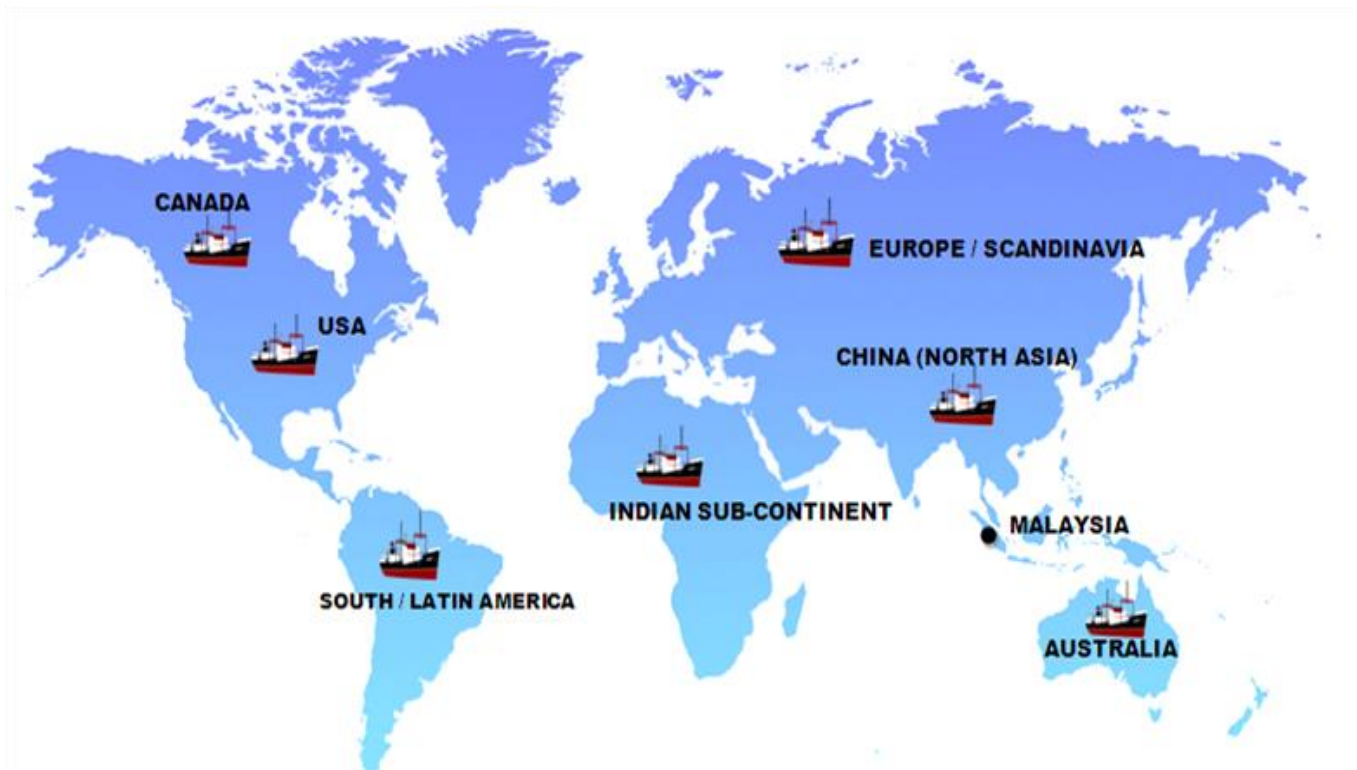 CANADA
EUROPE / SCANDINAVIA
USA
CHINA (NORTH ASIA)
INDIAN SUB-CONTINENT
MALAYSIA
SOUTH / LATIN AMERICA
AUSTRALIA